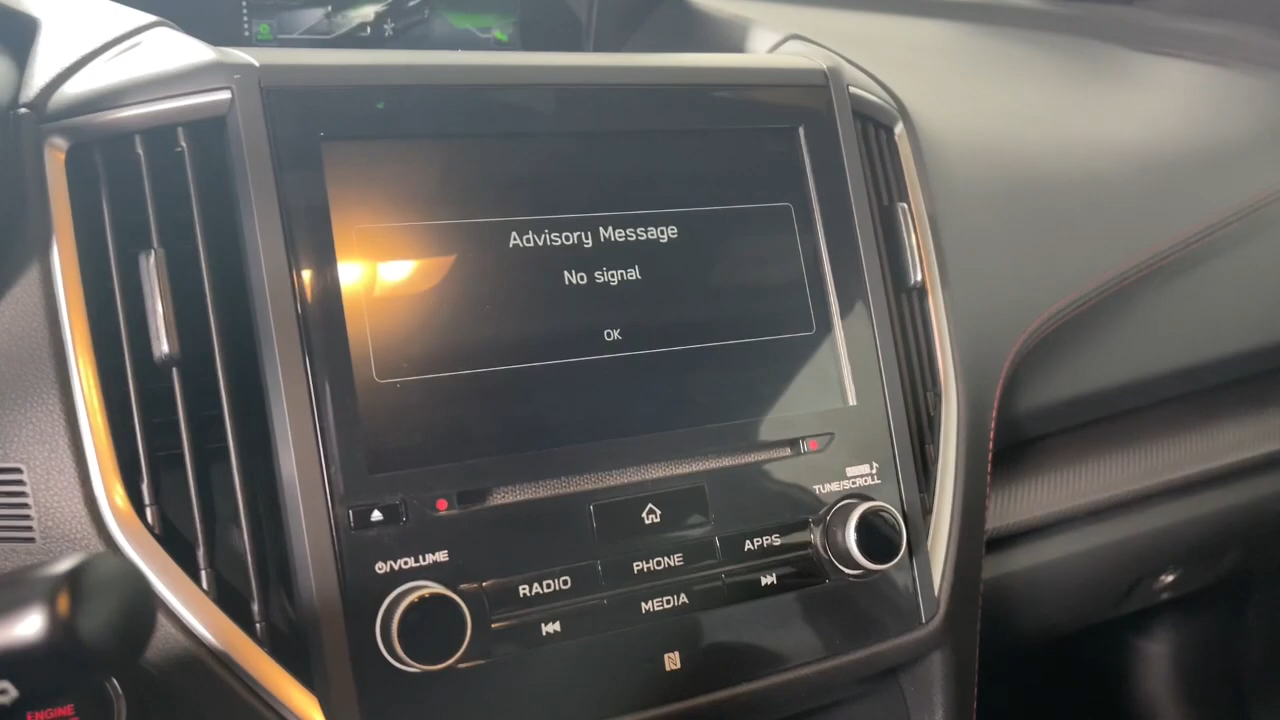 Advisory Message
No signal
OK
TUNE/SCROLL
/VOLUME
RADIO
PHONE
APPS
MEDIA
N
ENGINE